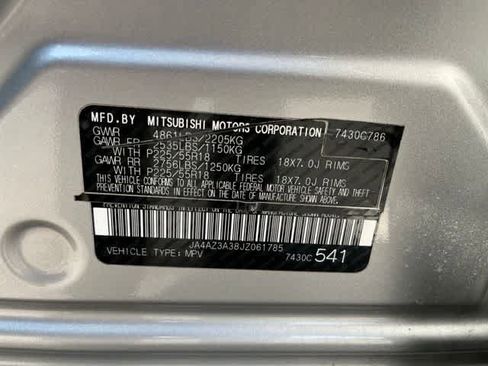 MFD.BY MITSUBISHI MOTORS CORPORATION 7430C786
GVWR 4861LBS/2205KG
GAWR FR 2535LBS/1150KG
WITH P225/55R18 TIRES 18X7.0J RIMS
GAWR RR 2756LBS/1250KG
WITH P225/55R18 TIRES 18X7.0J RIMS
THIS VEHICLE CONFORMS TO ALL APPLICABLE FEDERAL MOTOR VEHICLE SAFETY AND THEFT
PREVENTION STANDARDS IN EFFECT ON THE DATE OF MANUFACTURE SHOWN ABOVE.
JA4AZ3A38JZ061785
VEHICLE TYPE: MPV 7430C 541